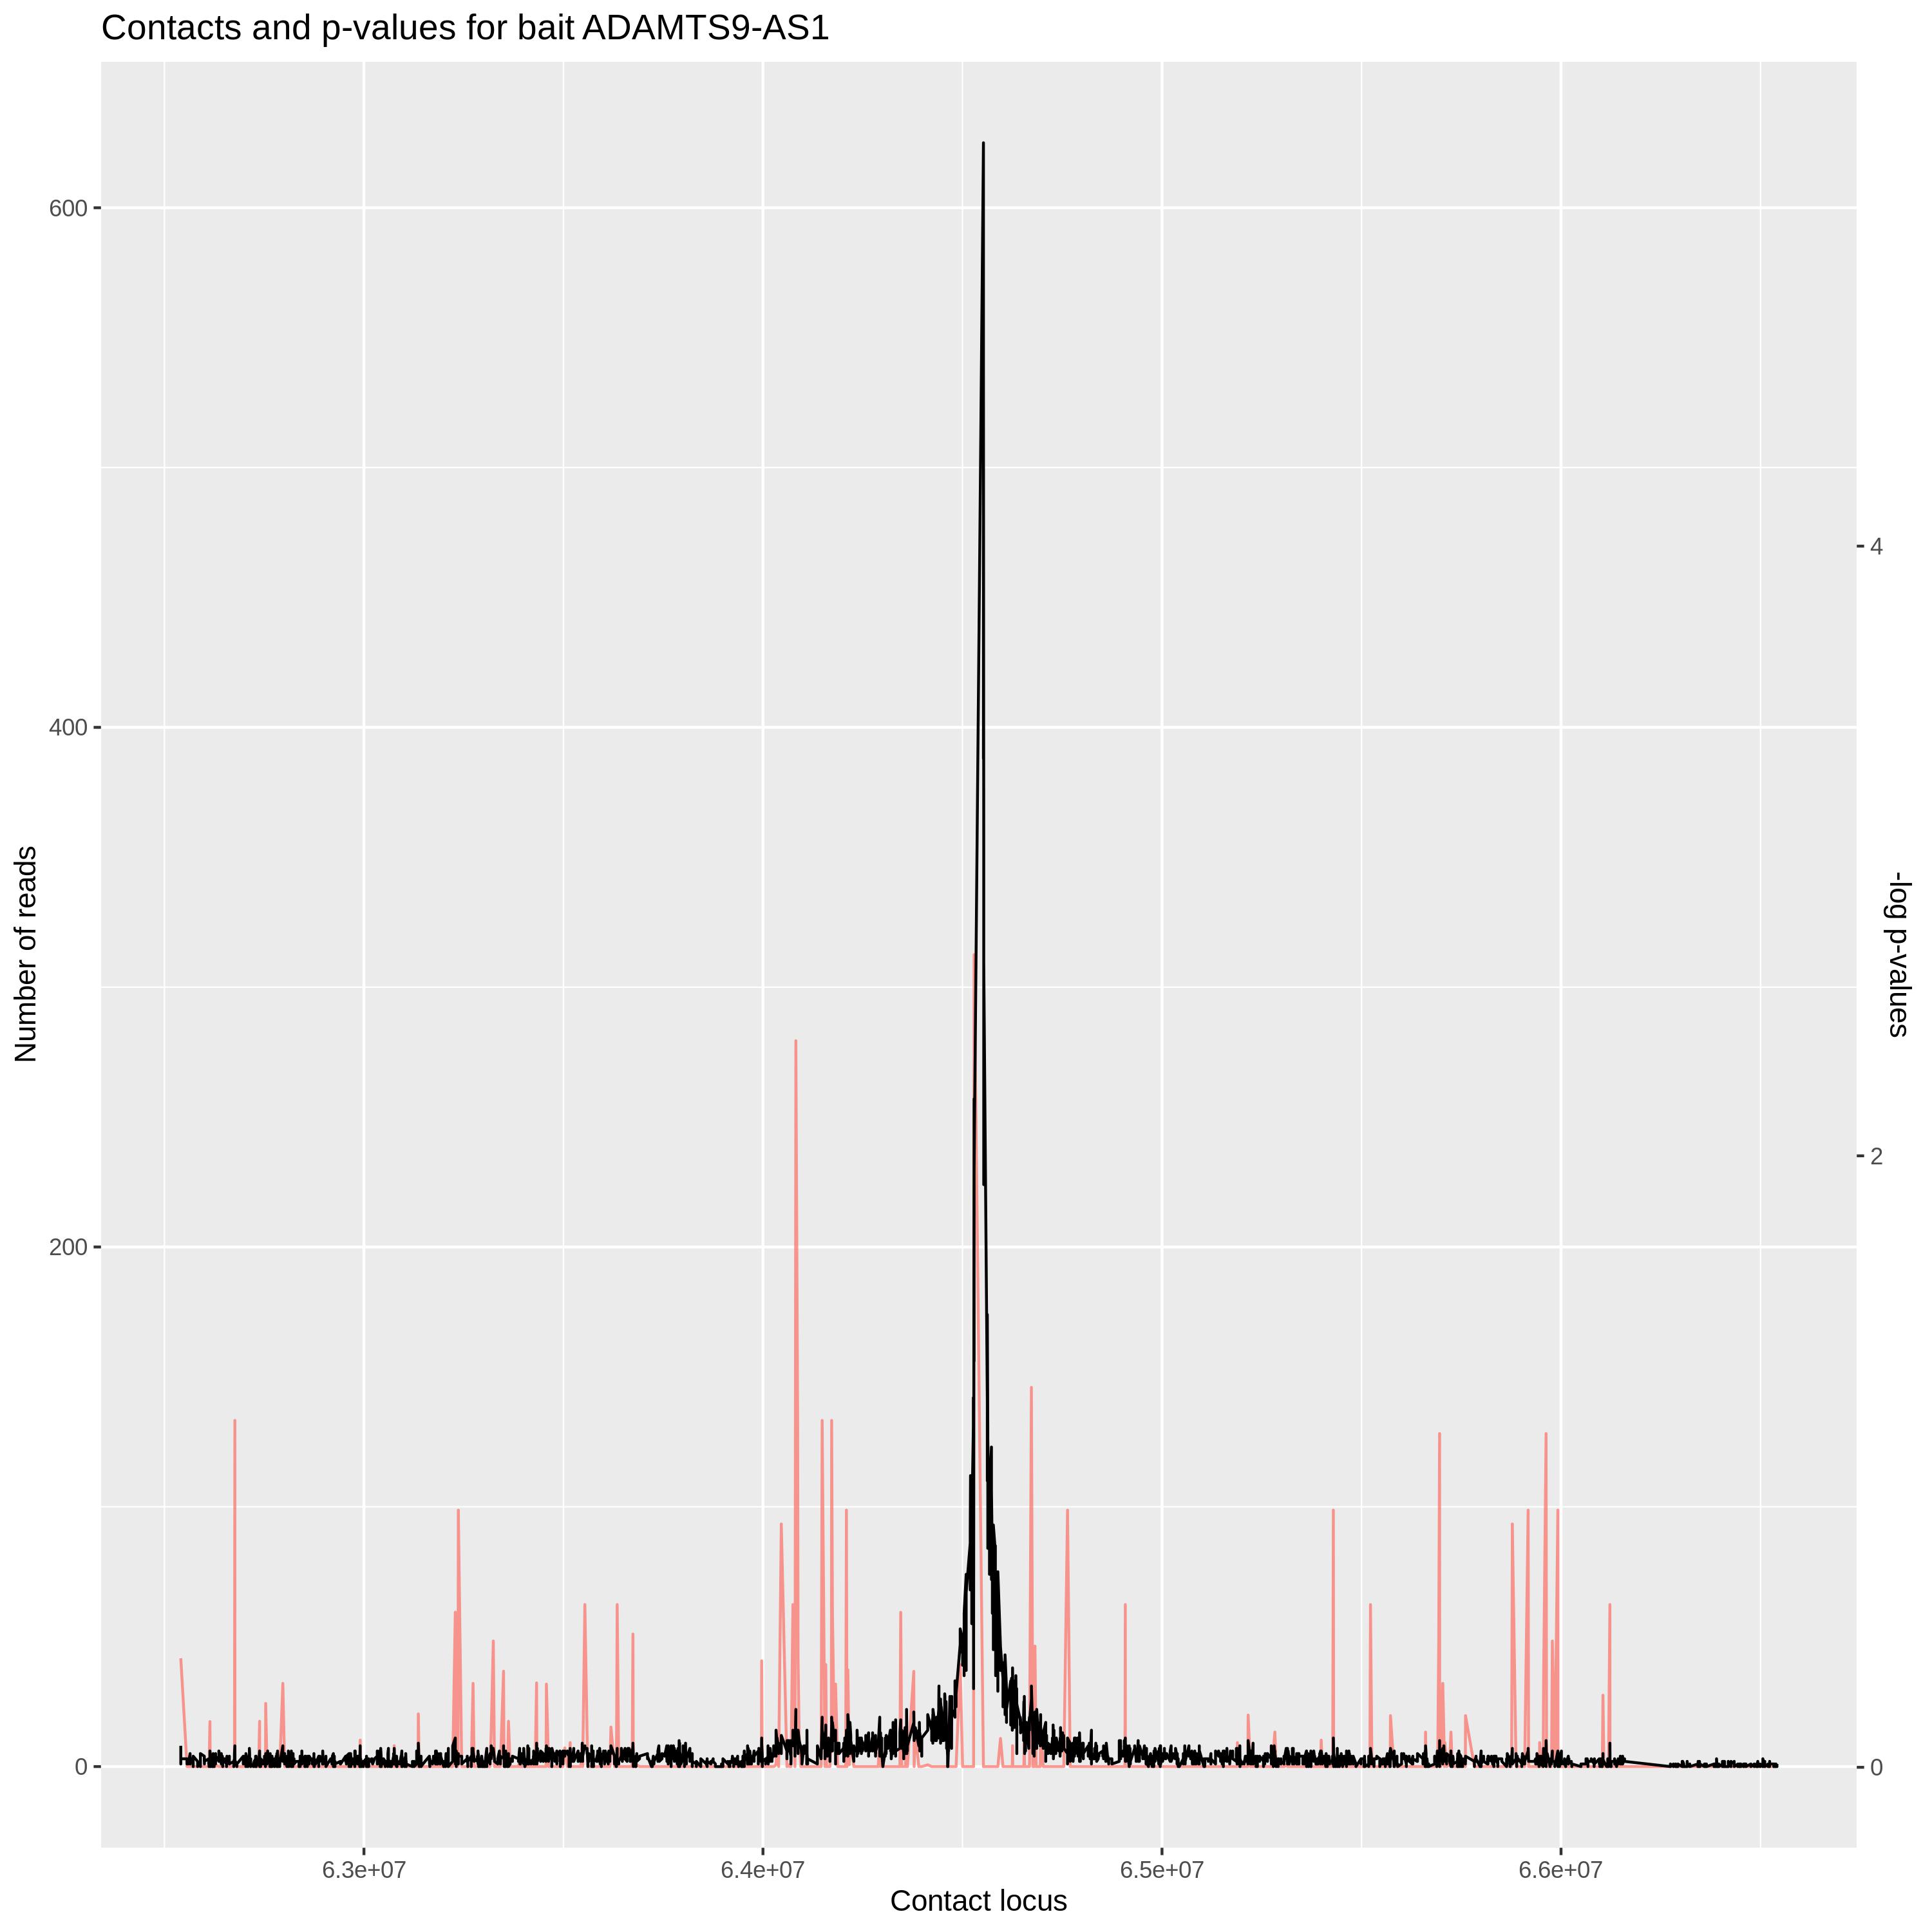 Contacts and p-values for bait ADAMTS9-AS1
600
400
200
0
Number of reads
4
2
0
-log p-values
6.3e+07
6.4e+07
6.5e+07
6.6e+07
Contact locus